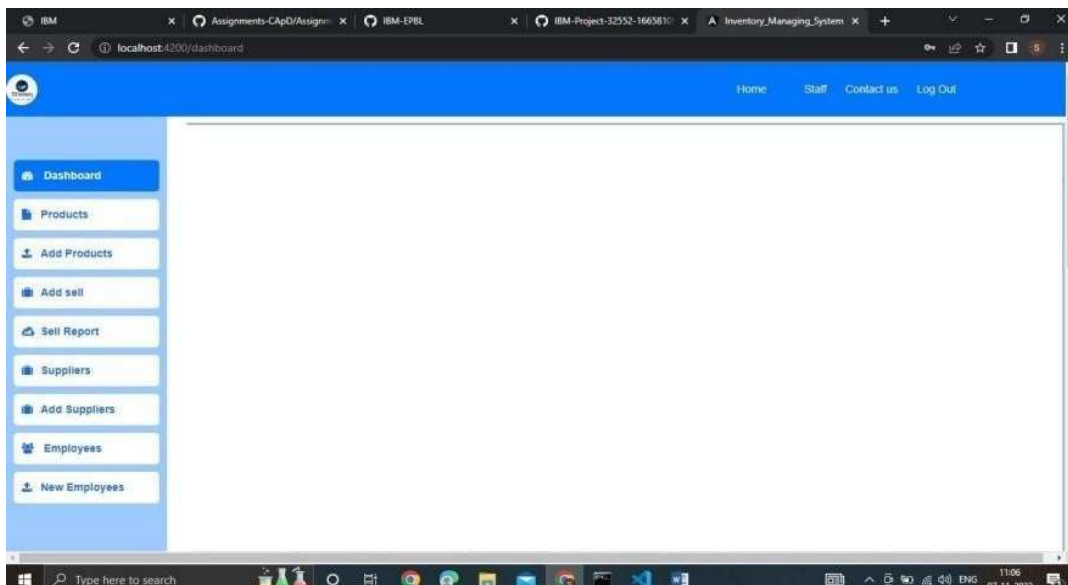 IBM
Assignments-CApD/Assignm
IBM-EPBL
IBM-Project-32552-1665810
Inventory_Managing_System
localhost:4200/dashboard
S
Home Staff Contact us Log Out
Dashboard
Products
Add Products
Add sell
Sell Report
Suppliers
Add Suppliers
Employees
New Employees
Type here to search
ENG
11:06